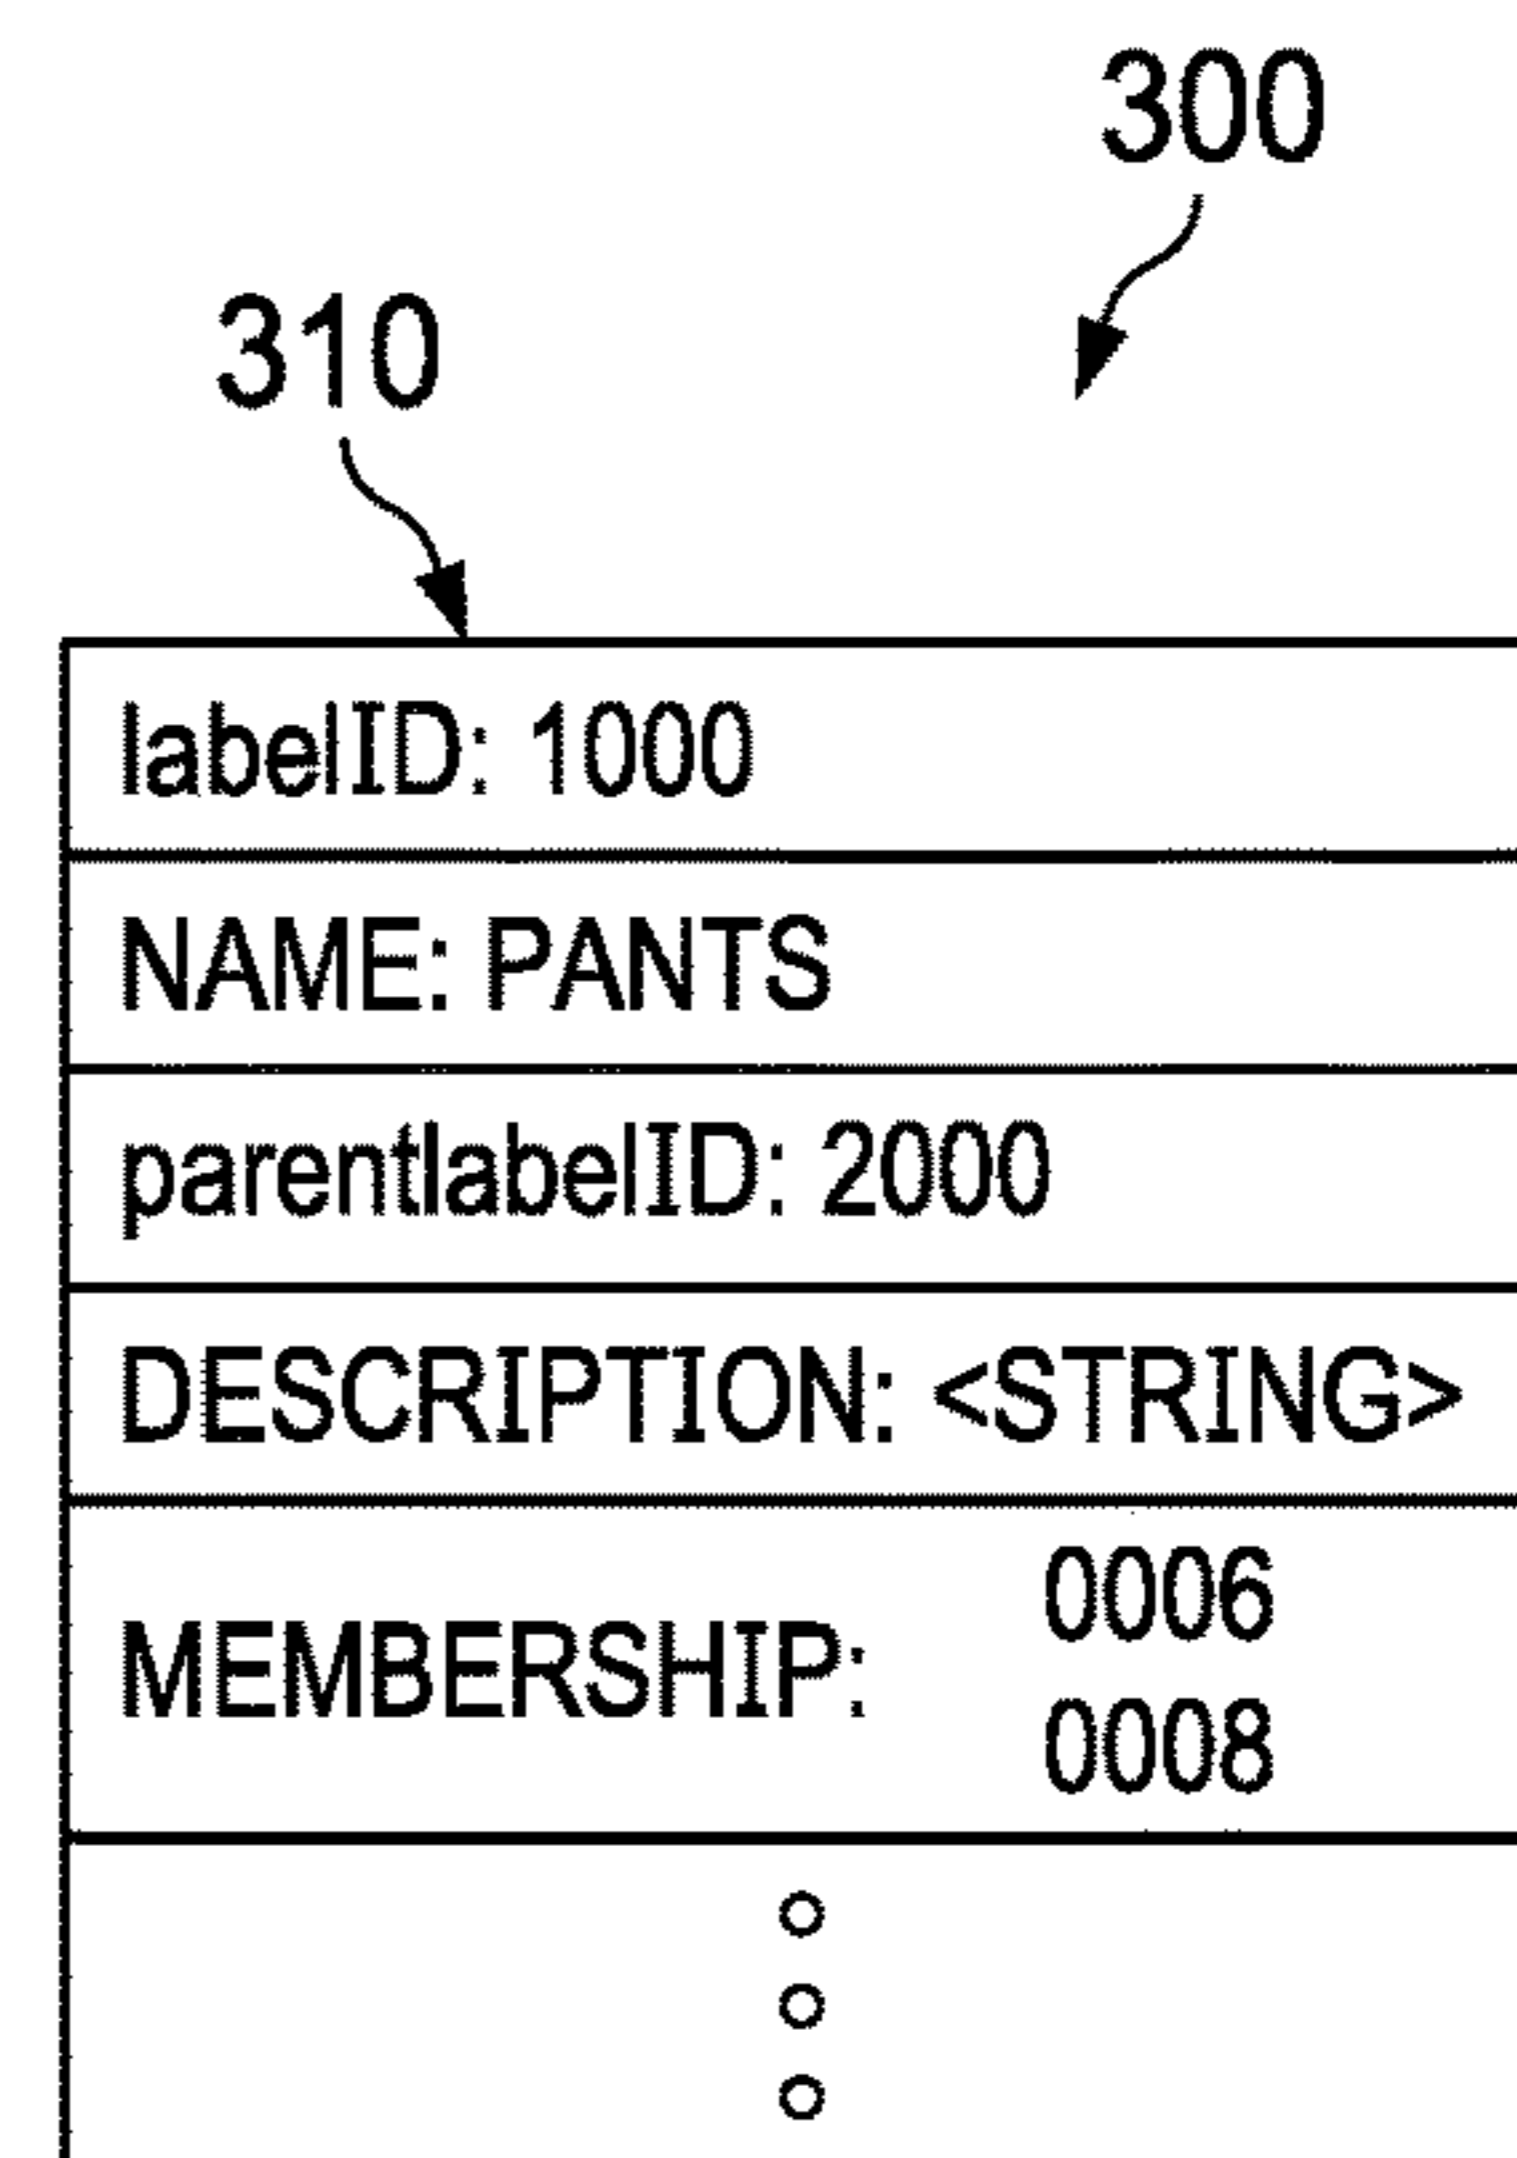 300
310
labelID: 1000
NAME: PANTS
parentlabelID: 2000
DESCRIPTION: <STRING>
MEMBERSHIP:
0006
0008